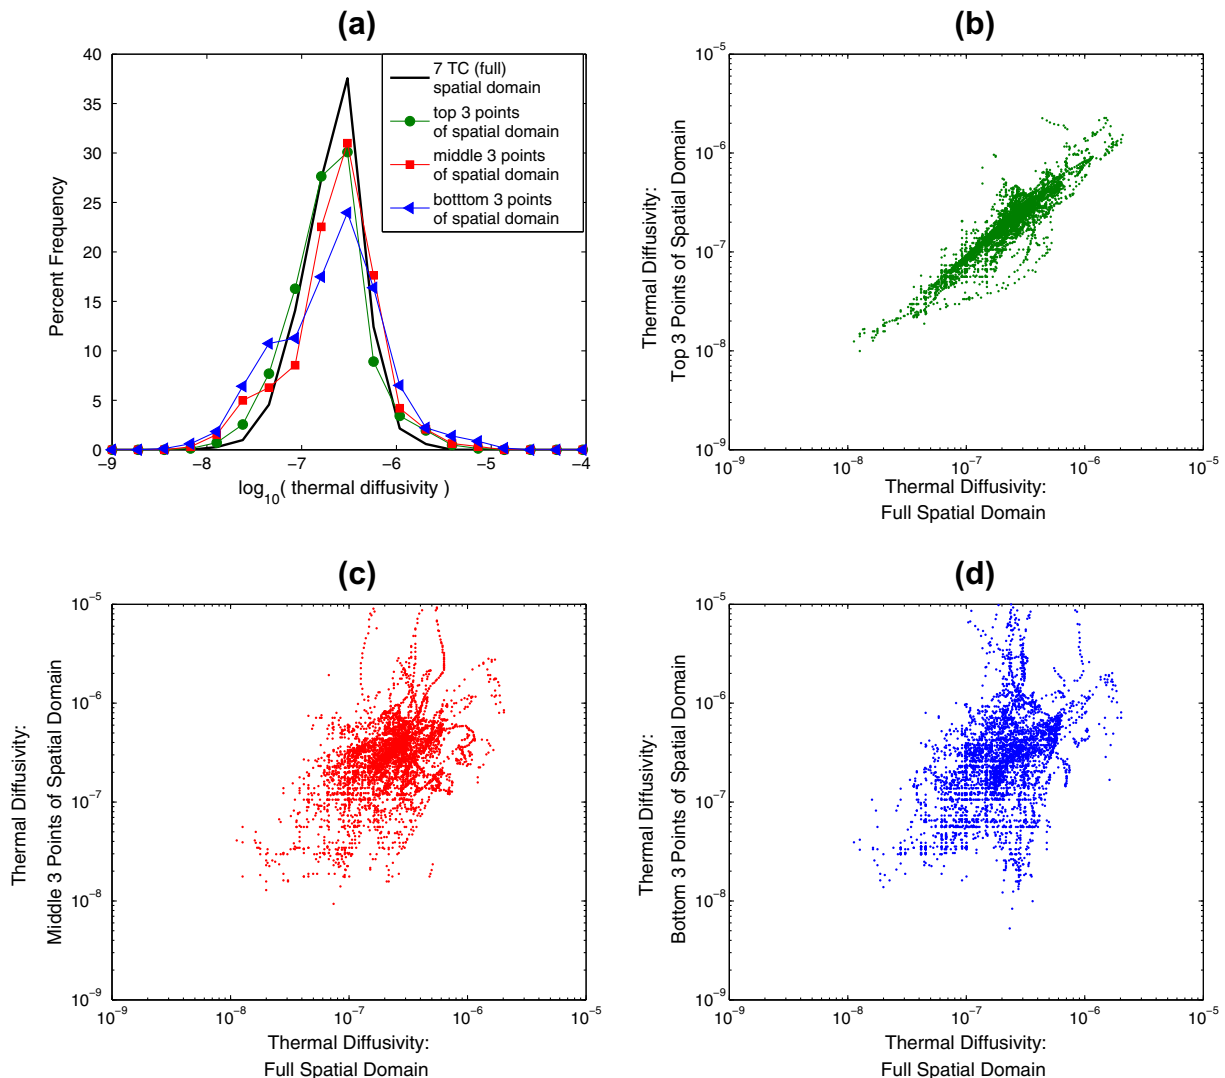 (a)
40
35
30
25
20
15
10
5
0
−9
−8
−7
−6
−5
−4
Percent Frequency
log10( thermal diffusivity )
7 TC (full)
spatial domain
top 3 points
of spatial domain
middle 3 points
of spatial domain
botttom 3 points
of spatial domain
(b)
10−5
10−6
10−7
10−8
10−9
10−9
10−8
10−7
10−6
10−5
Thermal Diffusivity:
Top 3 Points of Spatial Domain
Thermal Diffusivity:
Full Spatial Domain
(c)
10−5
10−6
10−7
10−8
10−9
10−9
10−8
10−7
10−6
10−5
Thermal Diffusivity:
Middle 3 Points of Spatial Domain
Thermal Diffusivity:
Full Spatial Domain
(d)
10−5
10−6
10−7
10−8
10−9
10−9
10−8
10−7
10−6
10−5
Thermal Diffusivity:
Bottom 3 Points of Spatial Domain
Thermal Diffusivity:
Full Spatial Domain